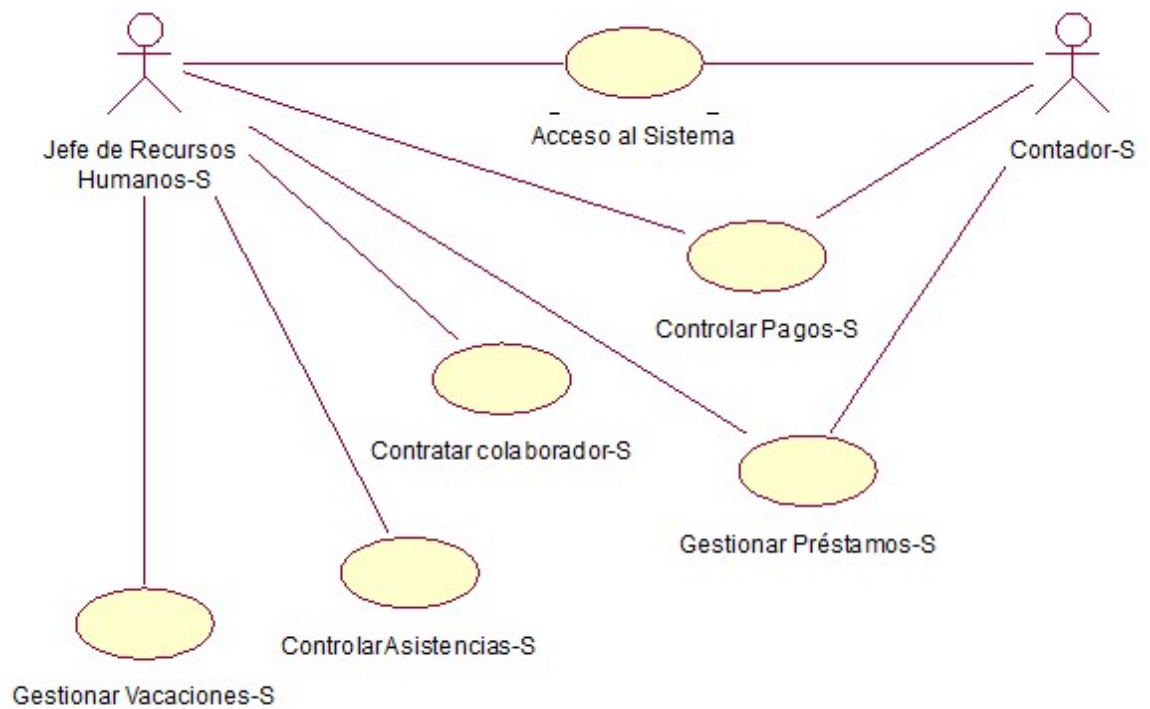 Acceso al Sistema
Jefe de Recursos
Humanos-S
Contador-S
Controlar Pagos-S
Contratar colaborador-S
Gestionar Préstamos-S
Controlar Asistencias-S
Gestionar Vacaciones-S